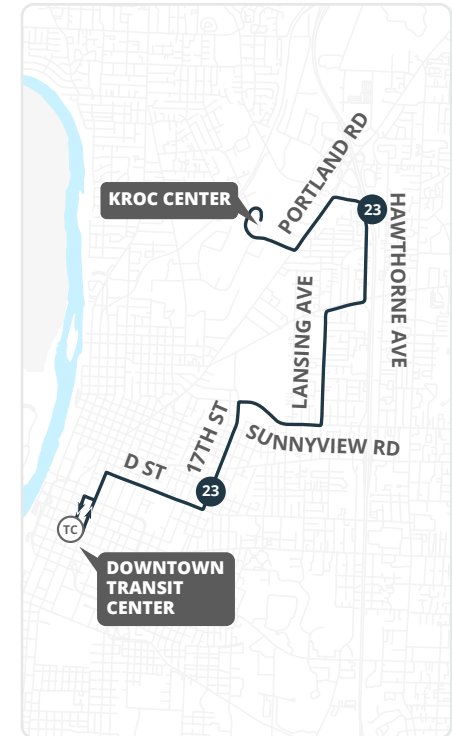 PORTLAND RD
KROC CENTER
23
HAWTHORNE AVE
LANSING AVE
17TH ST
SUNNYVIEW RD
D ST
23
TC
DOWNTOWN
TRANSIT
CENTER